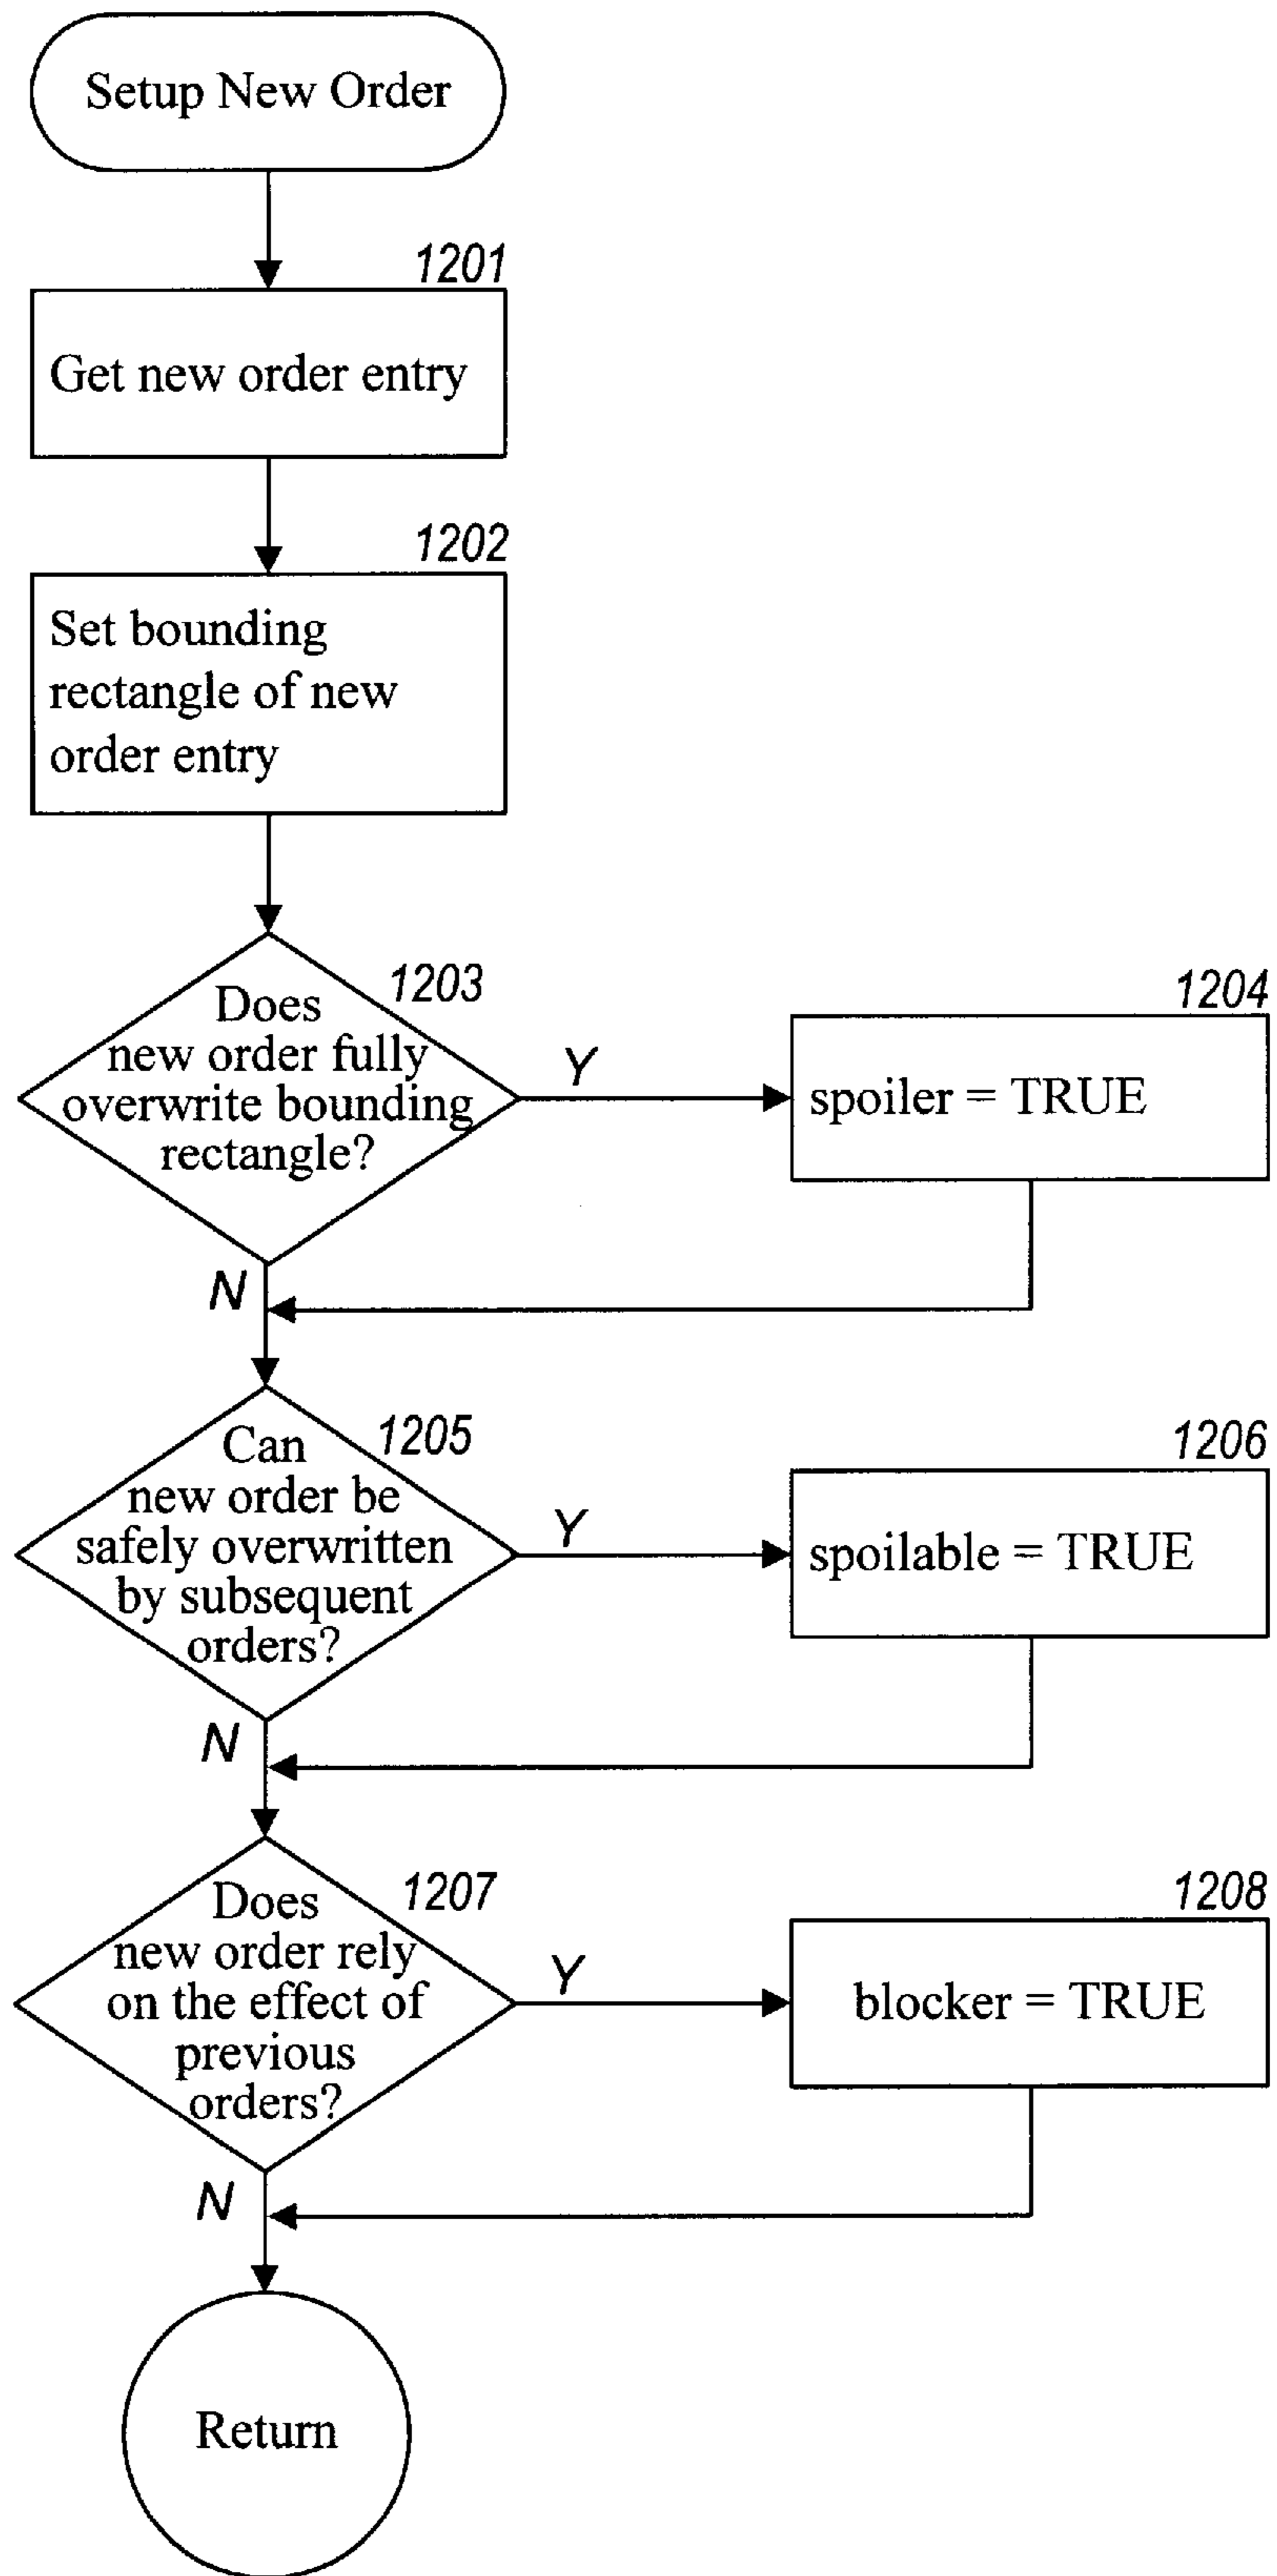 Setup New Order
1201
Get new order entry
1202
Set bounding
rectangle of new
order entry
1203
Does
new order fully
overwrite bounding
rectangle?
Y
1204
spoiler = TRUE
N
1205
Can
new order be
safely overwritten
by subsequent
orders?
Y
1206
spoilable = TRUE
N
1207
Does
new order rely
on the effect of
previous
orders?
Y
1208
blocker = TRUE
N
Return